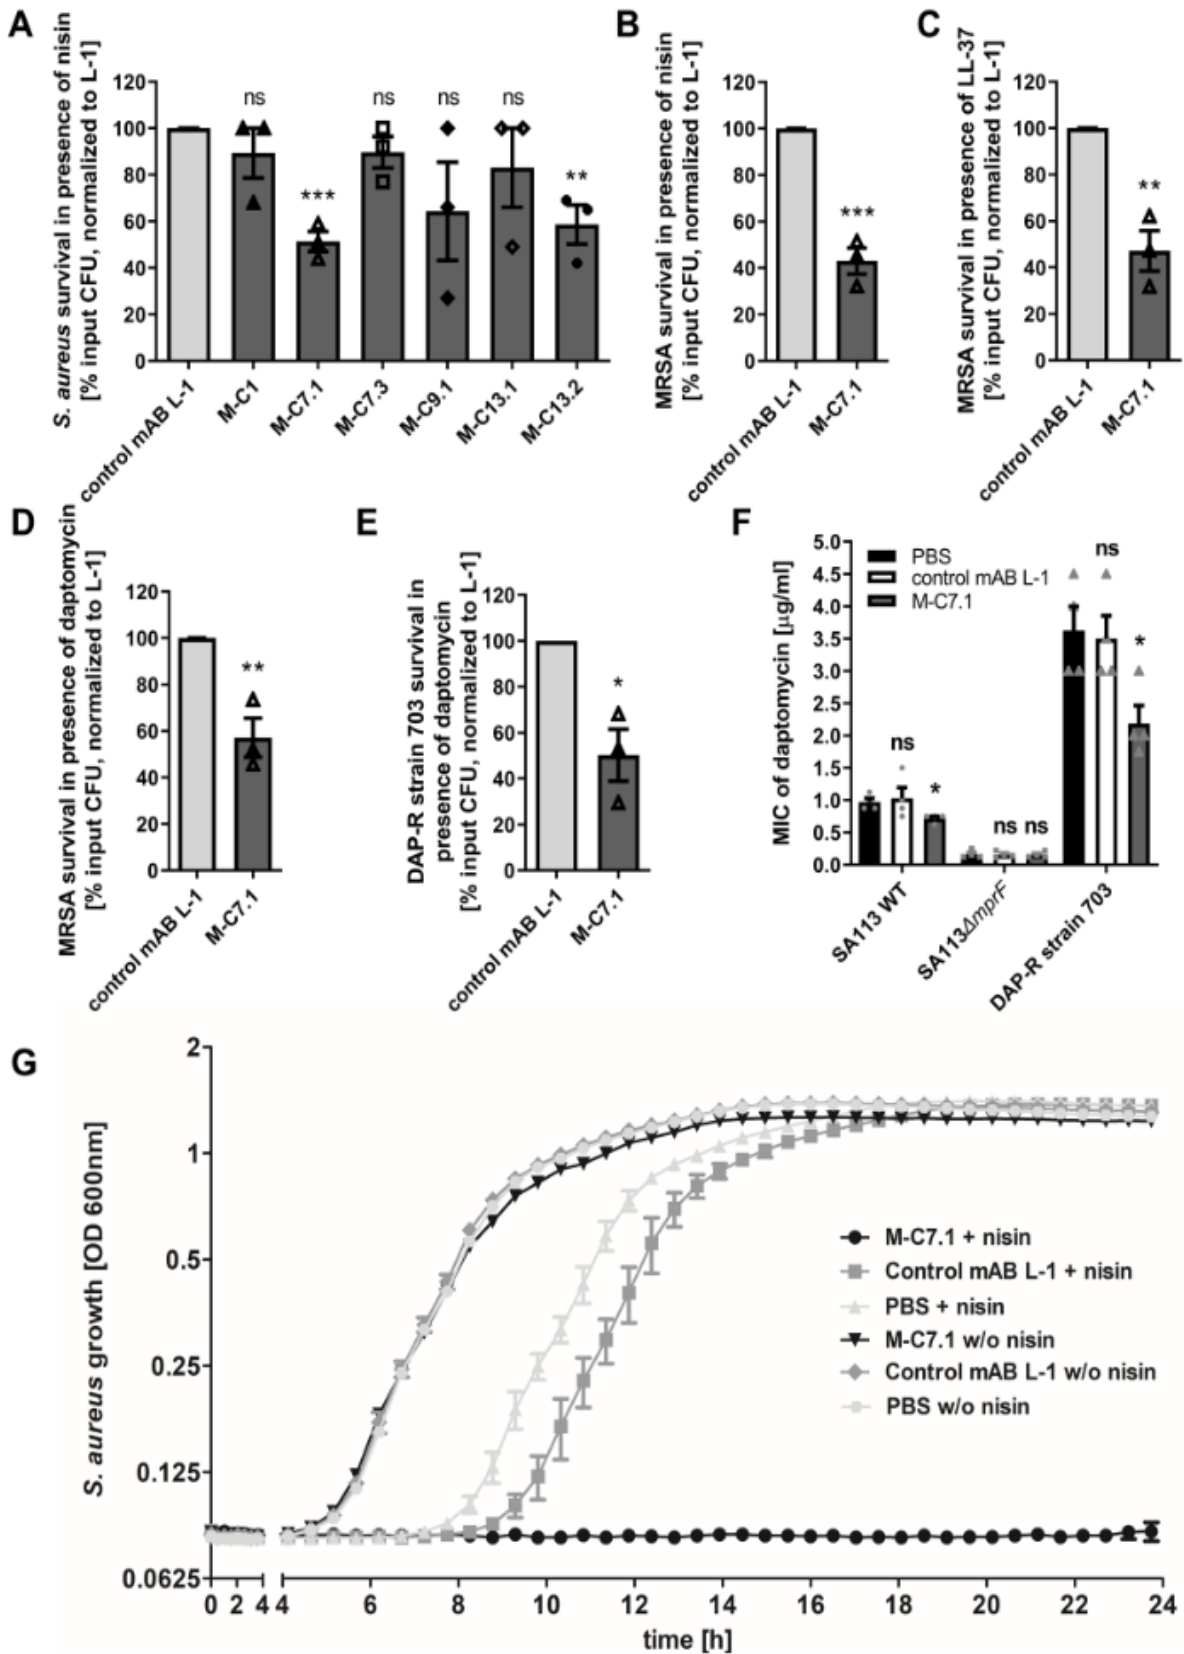 A
S. aureus survival in presence of nisin
[% input CFU, normalized to L-1]
120
100
80
60
40
20
0
ns
***
ns
ns
ns
**
control mAB L-1
M-C1
M-C7.1
M-C7.3
M-C9.1
M-C13.1
M-C13.2
B
MRSA survival in presence of nisin
[% input CFU, normalized to L-1]
120
100
80
60
40
20
0
***
control mAB L-1
M-C7.1
C
MRSA survival in presence of LL-37
[% input CFU, normalized to L-1]
120
100
80
60
40
20
0
**
control mAB L-1
M-C7.1
D
MRSA survival in presence of daptomycin
[% input CFU, normalized to L-1]
120
100
80
60
40
20
0
**
control mAB L-1
M-C7.1
E
DAP-R strain 703 survival in
presence of daptomycin
[% input CFU, normalized to L-1]
120
100
80
60
40
20
0
*
control mAB L-1
M-C7.1
F
MIC of daptomycin [µg/ml]
5.0
4.5
4.0
3.5
3.0
2.5
2.0
1.5
1.0
0.5
0.0
PBS
control mAB L-1
M-C7.1
ns
*
ns ns
ns
*
SA113 WT
SA113ΔmprF
DAP-R strain 703
G
S. aureus growth [OD 600nm]
2
1
0.5
0.25
0.125
0.0625
M-C7.1 + nisin
Control mAB L-1 + nisin
PBS + nisin
M-C7.1 w/o nisin
Control mAB L-1 w/o nisin
PBS w/o nisin
0 2 4 4 6 8 10 12 14 16 18 20 22 24
time [h]